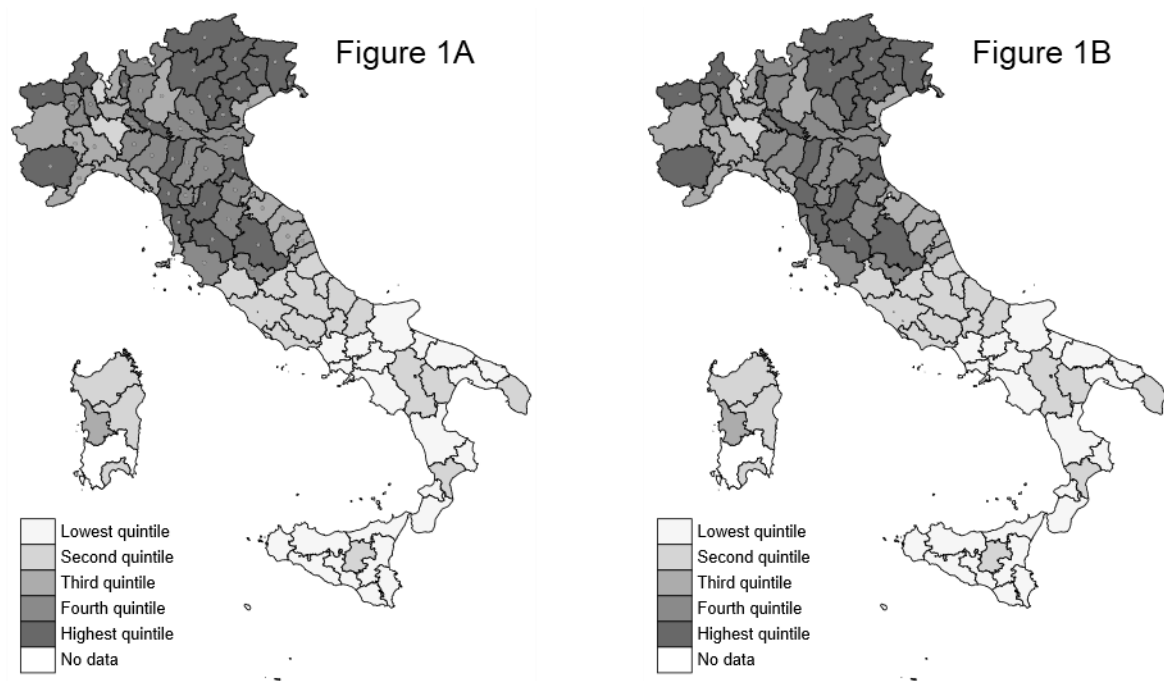 Figure 1A
Figure 1B
Lowest quintile
Second quintile
Third quintile
Fourth quintile
Highest quintile
No data
Lowest quintile
Second quintile
Third quintile
Fourth quintile
Highest quintile
No data